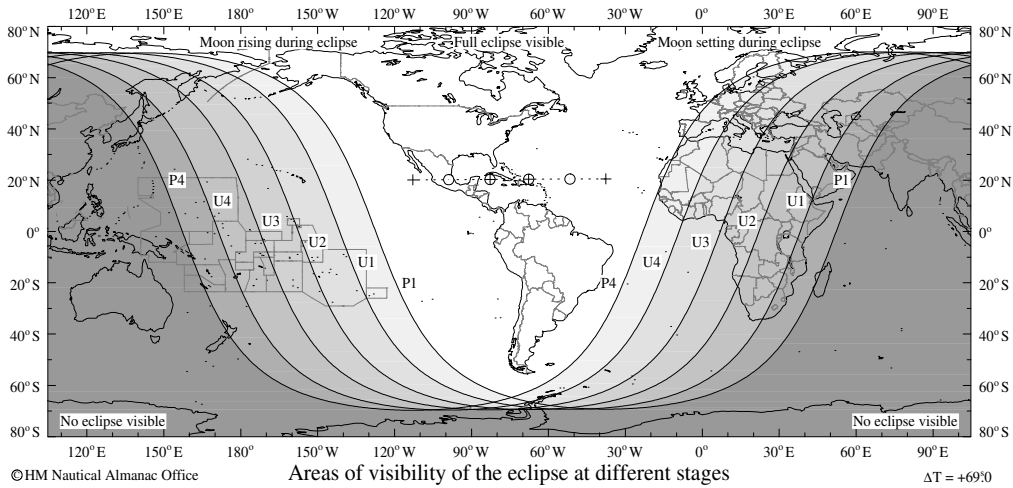 80° N 80° N
Moon rising during eclipse Full eclipse visible Moon setting during eclipse
60° N 60° N
40° N 40° N
20° N P4 P1 20° N
U4 U1
U3 U2
0° U2 U3 0°
U1 U4
20° S P1 P4 20° S
40° S 40° S
60° S 60° S
No eclipse visible No eclipse visible
80° S 80° S
120° E 150° E 180° 150° W 120° W 90° W 60° W 30° W 0° 30° E 60° E 90° E
120° E 150° E 180° 150° W 120° W 90° W 60° W 30° W 0° 30° E 60° E 90° E
© HM Nautical Almanac Office Areas of visibility of the eclipse at different stages ΔT = +69ˢ.0